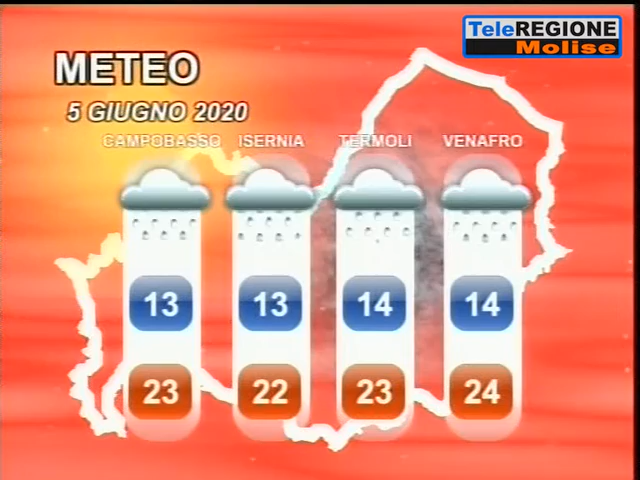 TeleREGIONE
Molise
METEO
5 GIUGNO 2020
CAMPOBASSO ISERNIA TERMOLI VENAFRO
13 13 14 14
23 22 23 24